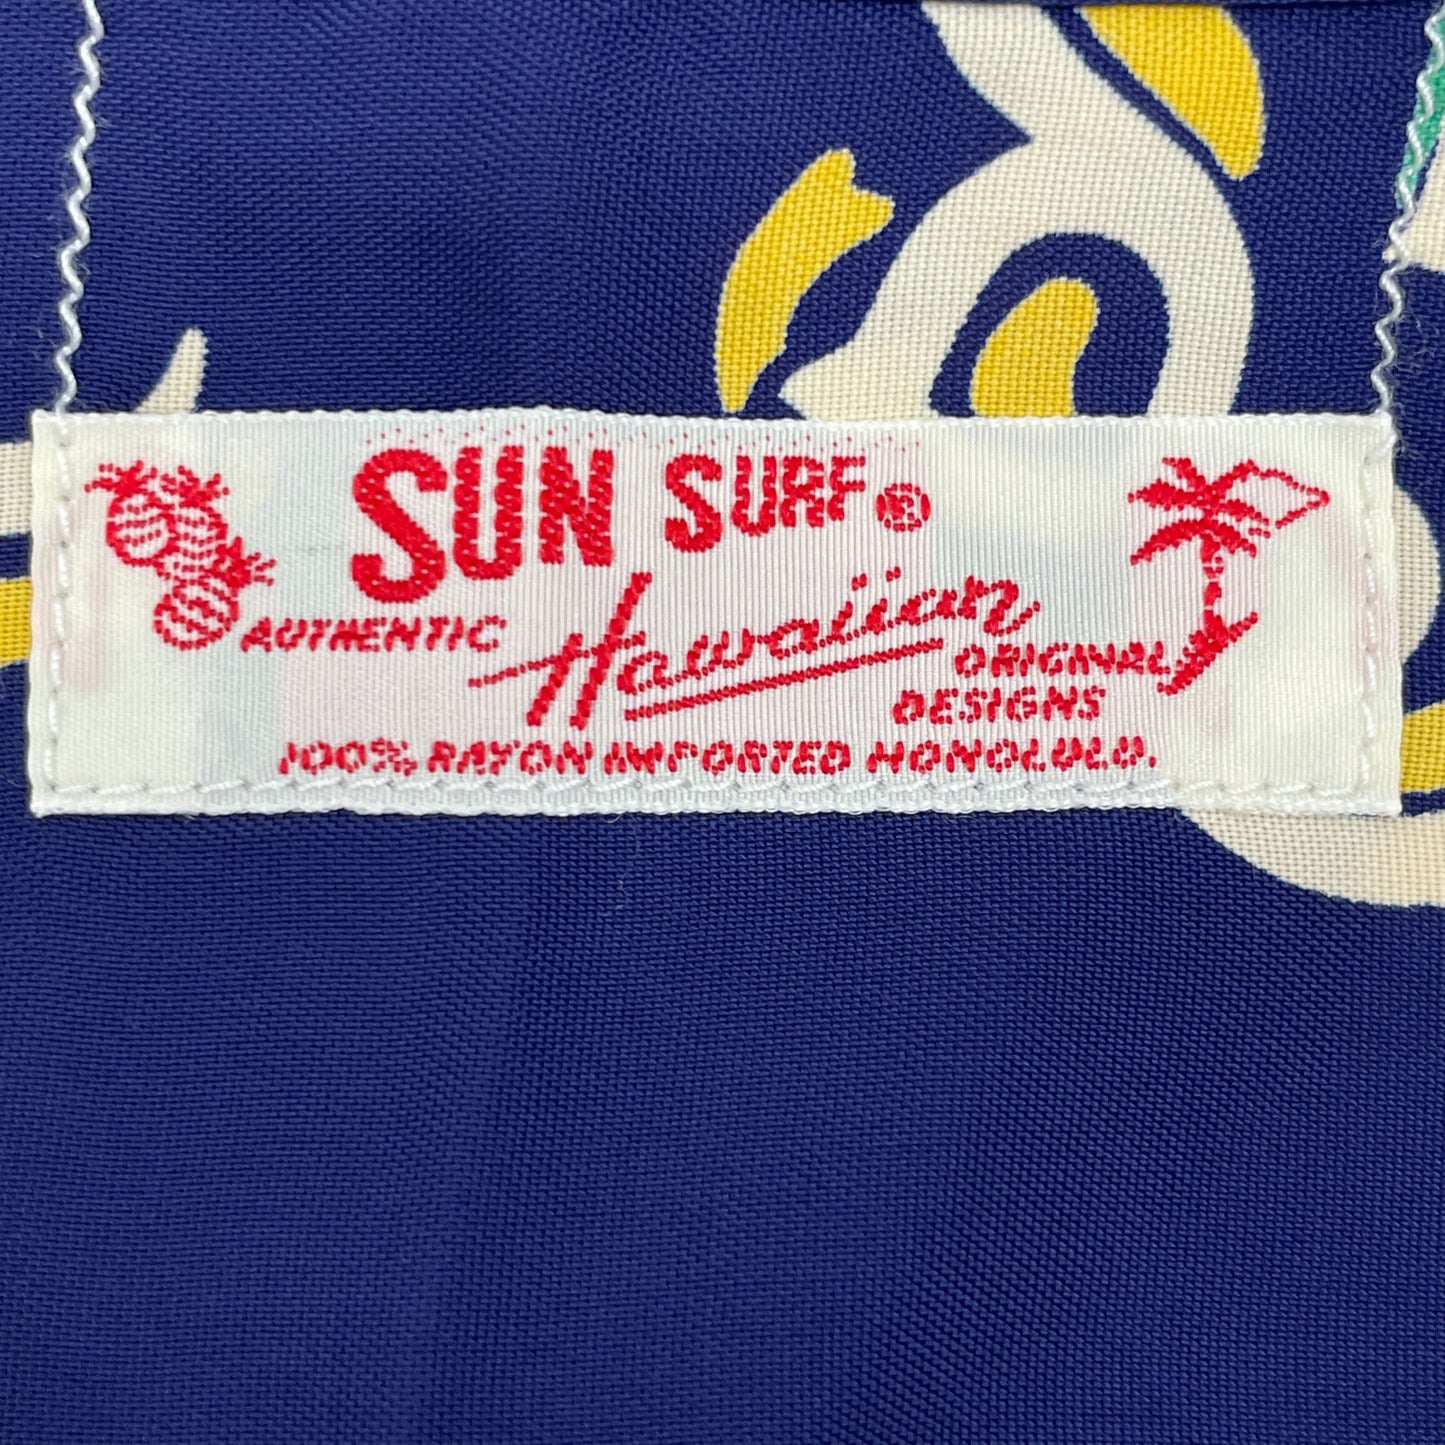 SUN SURF®
AUTHENTIC Hawaiian ORIGINAL
DESIGNS
100% RAYON IMPORTED HONOLULU.